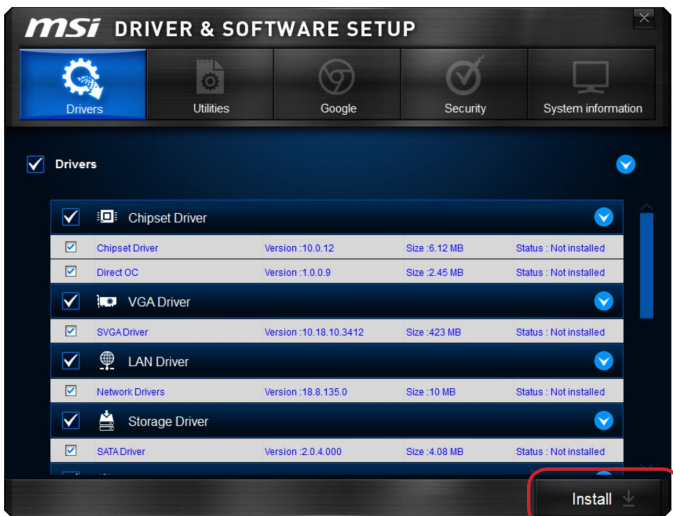 msi DRIVER & SOFTWARE SETUP
Drivers Utilities Google Security System information
Drivers
Chipset Driver
Chipset Driver Version :10.0.12 Size :6.12 MB Status : Not installed
Direct OC Version :1.0.0.9 Size :2.45 MB Status : Not installed
VGA Driver
SVGADriver Version :10.18.10.3412 Size :423 MB Status : Not installed
LAN Driver
Network Drivers Version :18.8.135.0 Size :10 MB Status : Not installed
Storage Driver
SATADriver Version :2.0.4.000 Size :4.08 MB Status : Not installed
Install